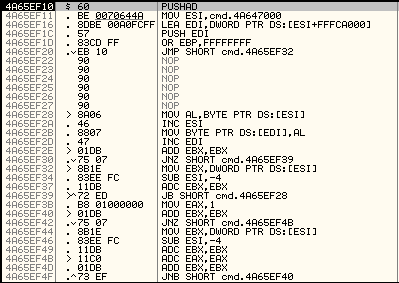 4A65EF10 $ 60 PUSHAD
4A65EF11 . BE 0070644A MOV ESI,cmd.4A647000
4A65EF16 . 8DBE 00A0FCFF LEA EDI,DWORD PTR DS:[ESI+FFFCA000]
4A65EF1C . 57 PUSH EDI
4A65EF1D . 83CD FF OR EBP,FFFFFFFF
4A65EF20 .vEB 10 JMP SHORT cmd.4A65EF32
4A65EF22 90 NOP
4A65EF23 90 NOP
4A65EF24 90 NOP
4A65EF25 90 NOP
4A65EF26 90 NOP
4A65EF27 90 NOP
4A65EF28 > 8A06 MOV AL,BYTE PTR DS:[ESI]
4A65EF2A . 46 INC ESI
4A65EF2B . 8807 MOV BYTE PTR DS:[EDI],AL
4A65EF2D . 47 INC EDI
4A65EF2E > 01DB ADD EBX,EBX
4A65EF30 .v75 07 JNZ SHORT cmd.4A65EF39
4A65EF32 > 8B1E MOV EBX,DWORD PTR DS:[ESI]
4A65EF34 . 83EE FC SUB ESI,-4
4A65EF37 . 11DB ADC EBX,EBX
4A65EF39 >^72 ED JB SHORT cmd.4A65EF28
4A65EF3B . B8 01000000 MOV EAX,1
4A65EF40 > 01DB ADD EBX,EBX
4A65EF42 .v75 07 JNZ SHORT cmd.4A65EF4B
4A65EF44 . 8B1E MOV EBX,DWORD PTR DS:[ESI]
4A65EF46 . 83EE FC SUB ESI,-4
4A65EF49 . 11DB ADC EBX,EBX
4A65EF4B > 11C0 ADC EAX,EAX
4A65EF4D . 01DB ADD EBX,EBX
4A65EF4F .^73 EF JNB SHORT cmd.4A65EF40